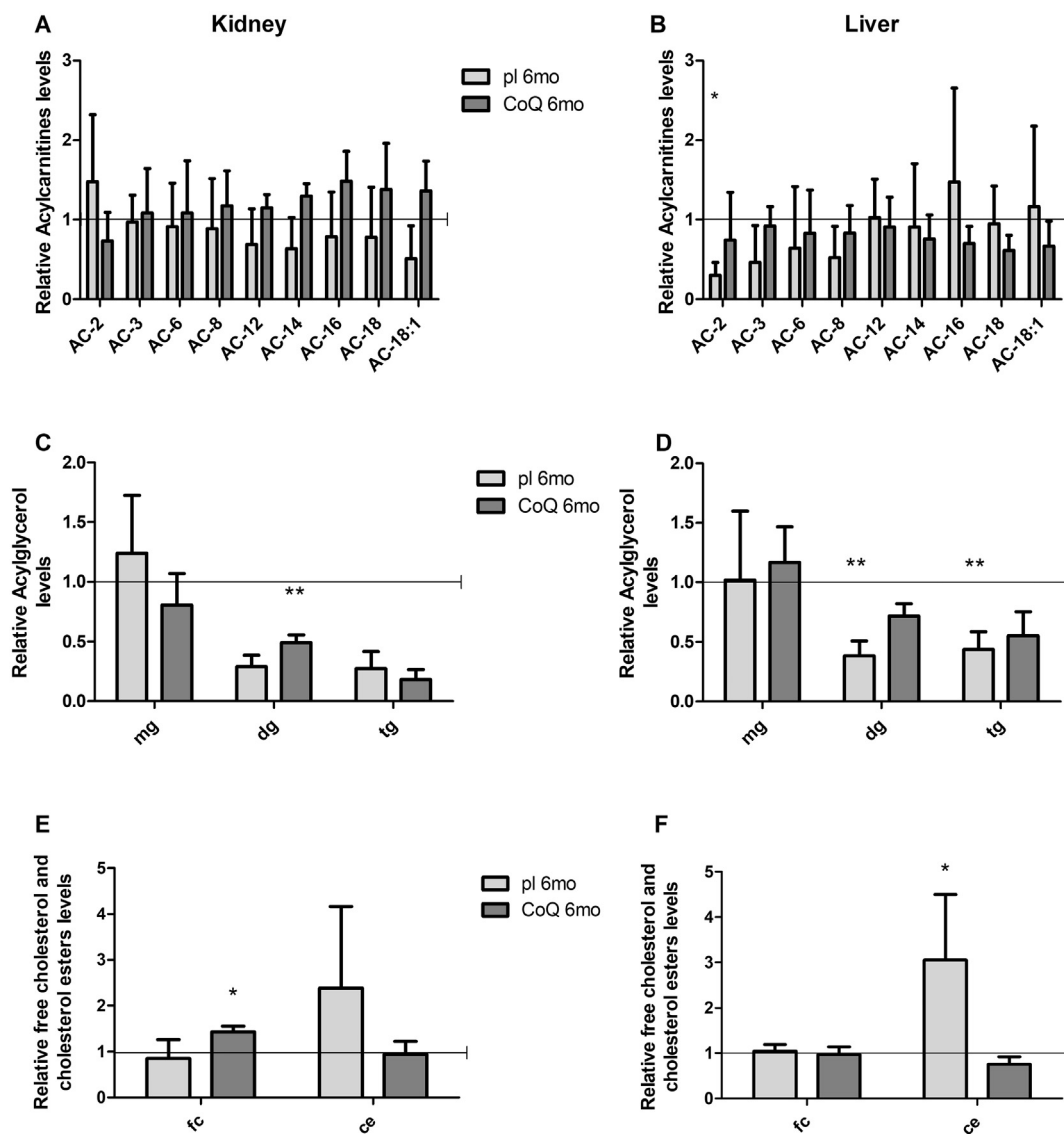 A
Kidney
Relative Acylcarnitines levels
3
2
1
0
AC-2
AC-3
AC-6
AC-8
AC-12
AC-14
AC-16
AC-18
AC-18:1
pl 6mo
CoQ 6mo
B
Liver
Relative Acylcarnitines levels
3
2
1
0
*
AC-2
AC-3
AC-6
AC-8
AC-12
AC-14
AC-16
AC-18
AC-18:1
C
Relative Acylglycerol
levels
2.0
1.5
1.0
0.5
0.0
**
mg
dg
tg
pl 6mo
CoQ 6mo
D
Relative Acylglycerol
levels
2.0
1.5
1.0
0.5
0.0
**
**
mg
dg
tg
E
Relative free cholesterol and
cholesterol esters levels
5
4
3
2
1
0
*
fc
ce
pl 6mo
CoQ 6mo
F
Relative free cholesterol and
cholesterol esters levels
5
4
3
2
1
0
*
fc
ce